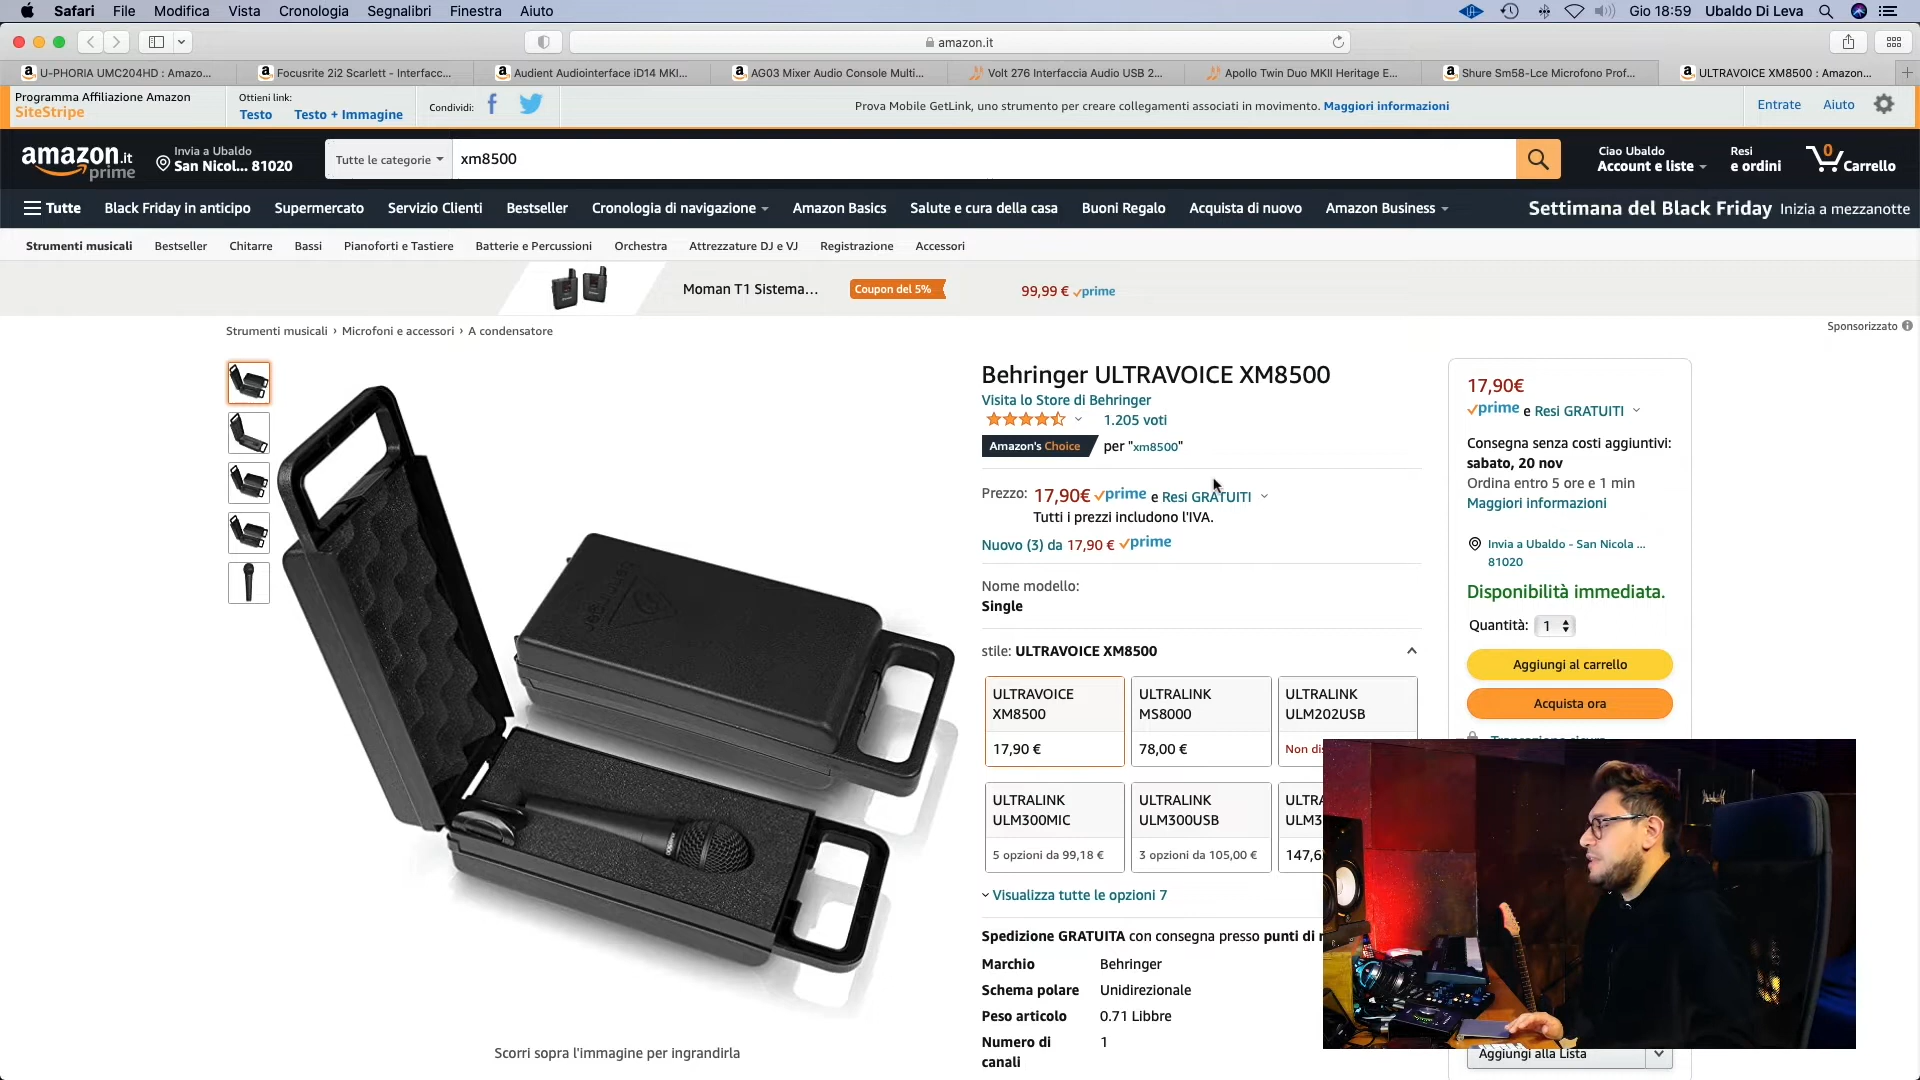 Safari File Modifica Vista Cronologia Segnalibri Finestra Aiuto
Gio 18:59 Ubaldo Di Leva
amazon.it
U-PHORIA UMC204HD : Amazo...
Focusrite 2i2 Scarlett - Interfacc...
Audient Audiointerface iD14 MKI...
AG03 Mixer Audio Console Multi...
Volt 276 Interfaccia Audio USB 2...
Apollo Twin Duo MKII Heritage E...
Shure Sm58-Lce Microfono Prof...
ULTRAVOICE XM8500 : Amazon...
Programma Affiliazione Amazon
SiteStripe
Ottieni link:
Testo Testo + Immagine
Condividi:
Prova Mobile GetLink, uno strumento per creare collegamenti associati in movimento. Maggiori informazioni
Entrate Aiuto
amazon.it
prime
Invia a Ubaldo
San Nicol... 81020
Tutte le categorie
xm8500
Ciao Ubaldo
Account e liste
Resi
e ordini
0
Carrello
Tutte
Black Friday in anticipo
Supermercato
Servizio Clienti
Bestseller
Cronologia di navigazione
Amazon Basics
Salute e cura della casa
Buoni Regalo
Acquista di nuovo
Amazon Business
Settimana del Black Friday Inizia a mezzanotte
Strumenti musicali Bestseller Chitarre Bassi Pianoforti e Tastiere Batterie e Percussioni Orchestra Attrezzature DJ e VJ Registrazione Accessori
Moman T1 Sistema...
Coupon del 5%
99,99 € prime
Sponsorizzato
Strumenti musicali › Microfoni e accessori › A condensatore
Behringer ULTRAVOICE XM8500
Visita lo Store di Behringer
1.205 voti
Amazon's Choice per "xm8500"
Prezzo: 17,90€ prime e Resi GRATUITI
Tutti i prezzi includono l'IVA.
Nuovo (3) da 17,90 € prime
Nome modello:
Single
stile: ULTRAVOICE XM8500
ULTRAVOICE
XM8500
17,90 €
ULTRALINK
MS8000
78,00 €
ULTRALINK
ULM202USB
Non di
ULTRALINK
ULM300MIC
5 opzioni da 99,18 €
ULTRALINK
ULM300USB
3 opzioni da 105,00 €
ULTRA
ULM3
147,6
Visualizza tutte le opzioni 7
Spedizione GRATUITA con consegna presso punti di
Marchio Behringer
Schema polare Unidirezionale
Peso articolo 0.71 Libbre
Numero di
canali 1
Scorri sopra l'immagine per ingrandirla
17,90€
prime e Resi GRATUITI
Consegna senza costi aggiuntivi:
sabato, 20 nov
Ordina entro 5 ore e 1 min
Maggiori informazioni
Invia a Ubaldo - San Nicola ...
81020
Disponibilità immediata.
Quantità: 1
Aggiungi al carrello
Acquista ora
Aggiungi alla Lista